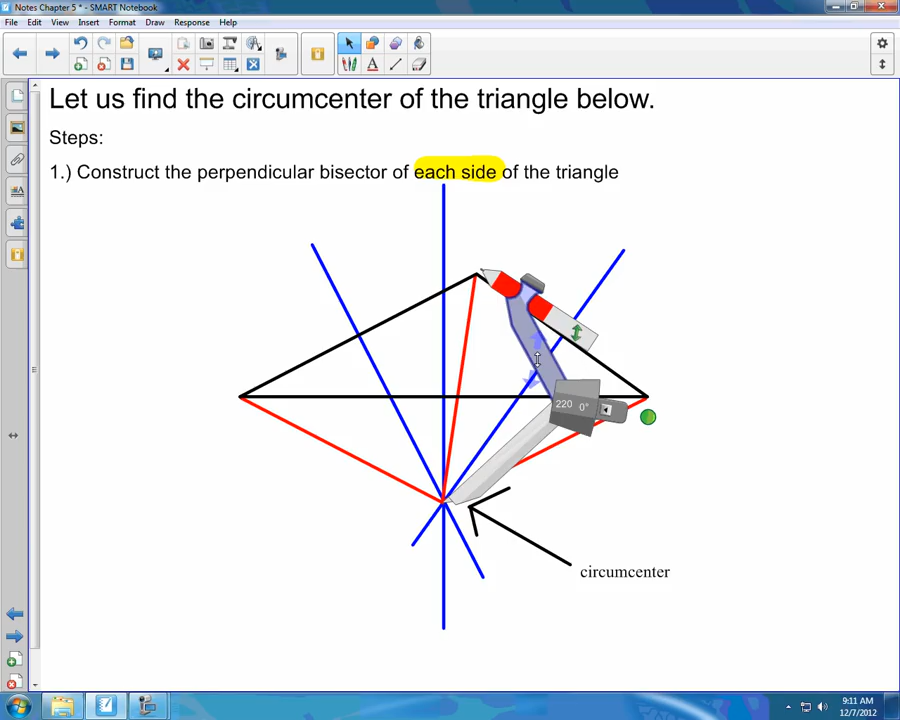 Notes Chapter 5 * - SMART Notebook
File Edit View Insert Format Draw Response Help
Let us find the circumcenter of the triangle below.
Steps:
1.) Construct the perpendicular bisector of each side of the triangle
220 0°
circumcenter
9:11 AM
12/7/2012